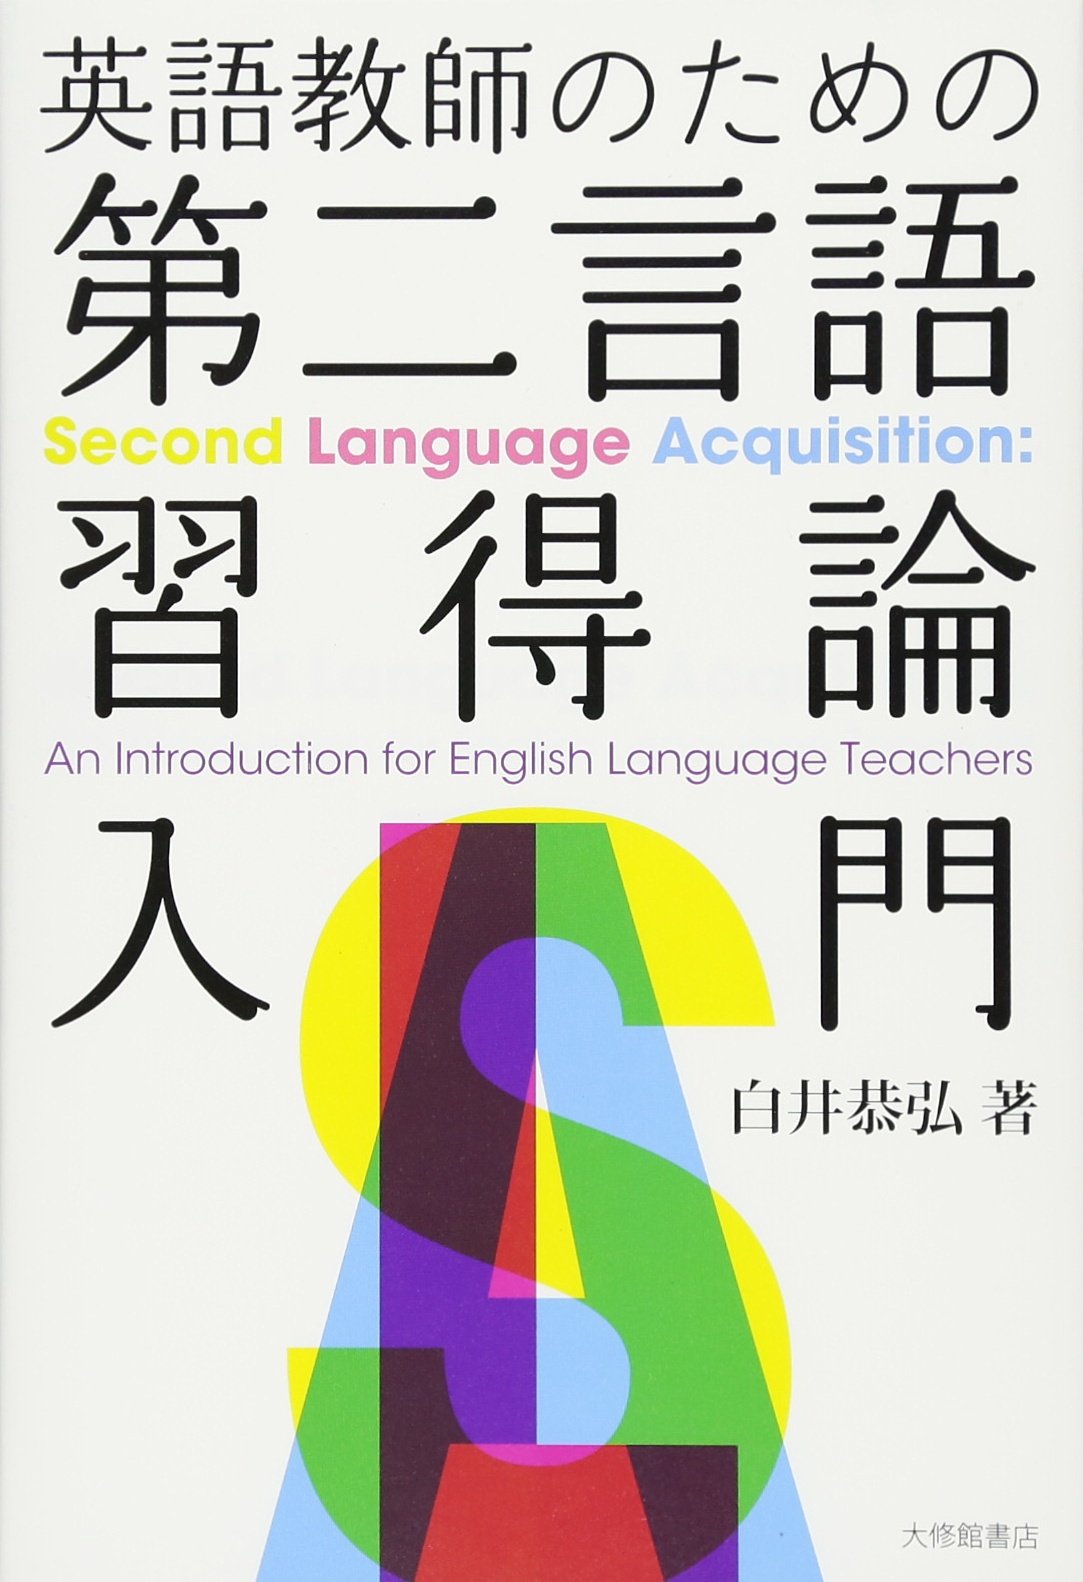 英語教師のための
第二言語
Second Language Acquisition:
習得論
An Introduction for English Language Teachers
入門
白井恭弘 著
大修館書店